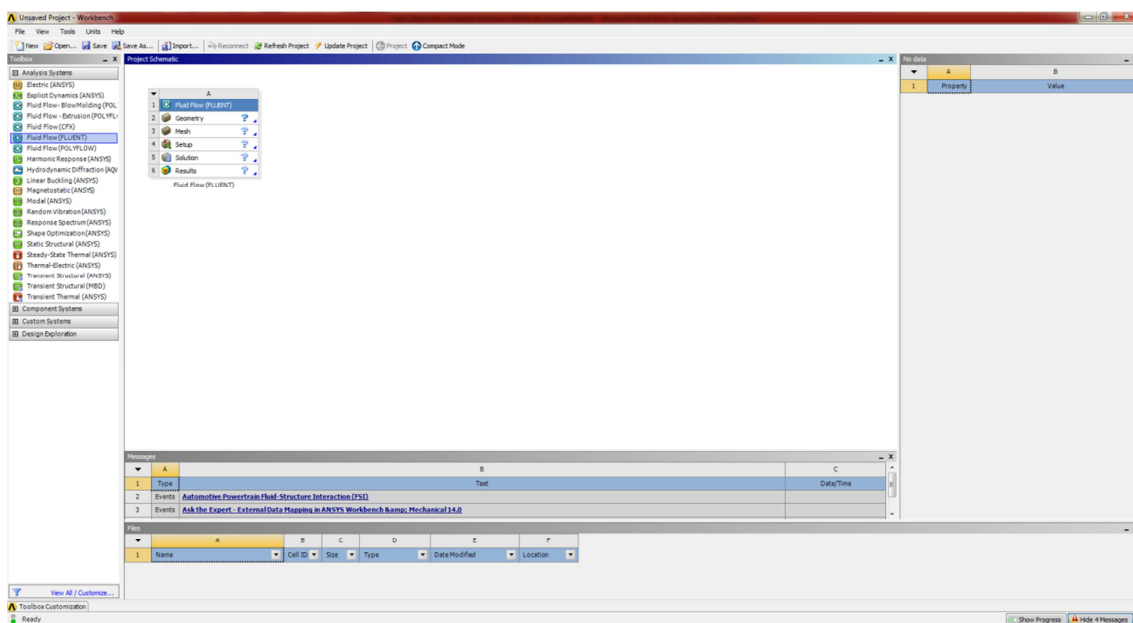 Unsaved Project - Workbench
File View Tools Units Help
New Open... Save Save As... Import... Reconnect Refresh Project Update Project Project Compact Mode
Toolbox
Analysis Systems
Electric (ANSYS)
Explicit Dynamics (ANSYS)
Fluid Flow- BlowMolding (POL
Fluid Flow - Extrusion (POLYFL
Fluid Flow (CFX)
Fluid Flow (FLUENT)
Fluid Flow (POLYFLOW)
Harmonic Response (ANSYS)
Hydrodynamic Diffraction (AQW
Linear Buckling (ANSYS)
Magnetostatic (ANSYS)
Modal (ANSYS)
Random Vibration (ANSYS)
Response Spectrum (ANSYS)
Shape Optimization (ANSYS)
Static Structural (ANSYS)
Steady-State Thermal (ANSYS)
Thermal-Electric (ANSYS)
Transient Structural (ANSYS)
Transient Structural (MBD)
Transient Thermal (ANSYS)
Component Systems
Custom Systems
Design Exploration
View All / Customize...
Project Schematic
A
1 Fluid Flow (FLUENT)
2 Geometry ?
3 Mesh ?
4 Setup ?
5 Solution ?
6 Results ?
Fluid Flow (FLUENT)
No data
A B
1 Property Value
Messages
A B C
1 Type Text Date/Time
2 Events Automotive Powertrain Fluid-Structure Interaction (FSI)
3 Events Ask the Expert - External Data Mapping in ANSYS Workbench &amp; Mechanical 14.0
Files
A B C D E F
1 Name Cell ID Size Type Date Modified Location
Toolbox Customization
Ready
Show Progress Hide 4 Messages